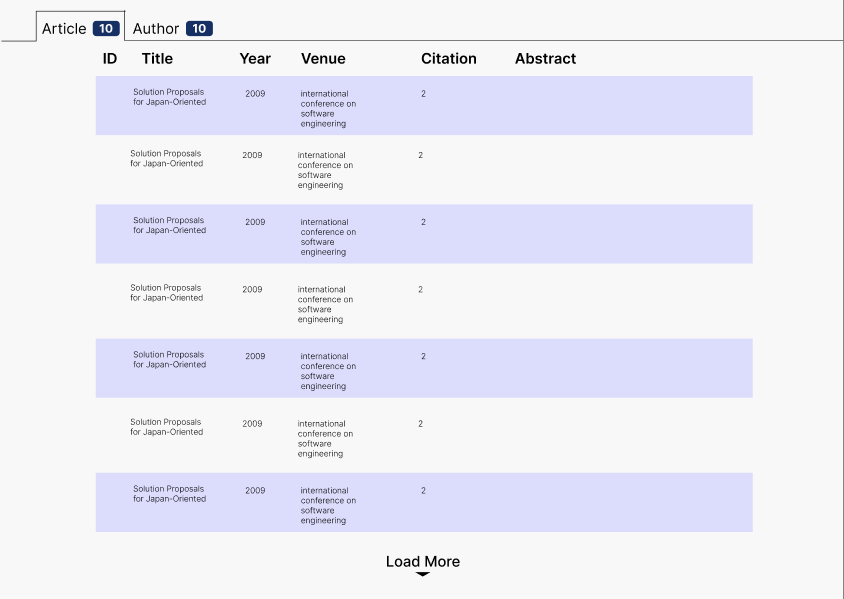 Article 10 Author 10
ID Title Year Venue Citation Abstract
Solution Proposals 2009 international 2
for Japan-Oriented conference on
software
engineering
Solution Proposals 2009 international 2
for Japan-Oriented conference on
software
engineering
Solution Proposals 2009 international 2
for Japan-Oriented conference on
software
engineering
Solution Proposals 2009 international 2
for Japan-Oriented conference on
software
engineering
Solution Proposals 2009 international 2
for Japan-Oriented conference on
software
engineering
Solution Proposals 2009 international 2
for Japan-Oriented conference on
software
engineering
Solution Proposals 2009 international 2
for Japan-Oriented conference on
software
engineering
Load More